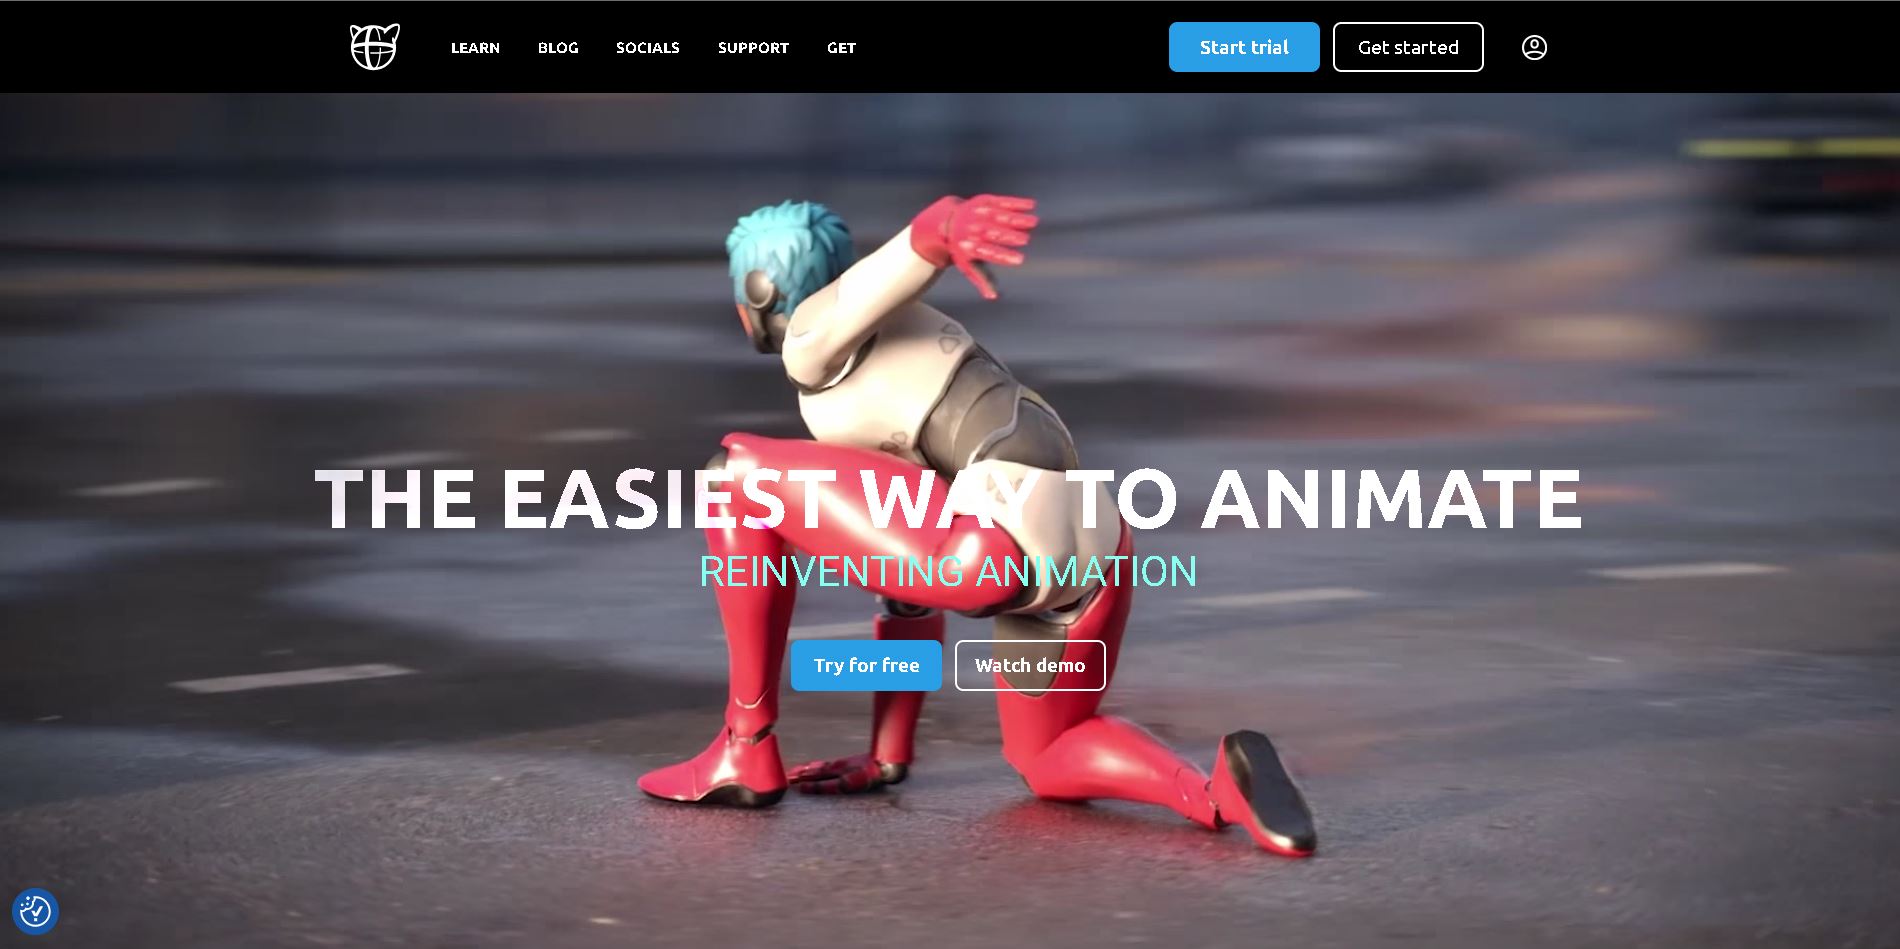 LEARN BLOG SOCIALS SUPPORT GET Start trial Get started
THE EASIEST WAY TO ANIMATE
REINVENTING ANIMATION
Try for free Watch demo